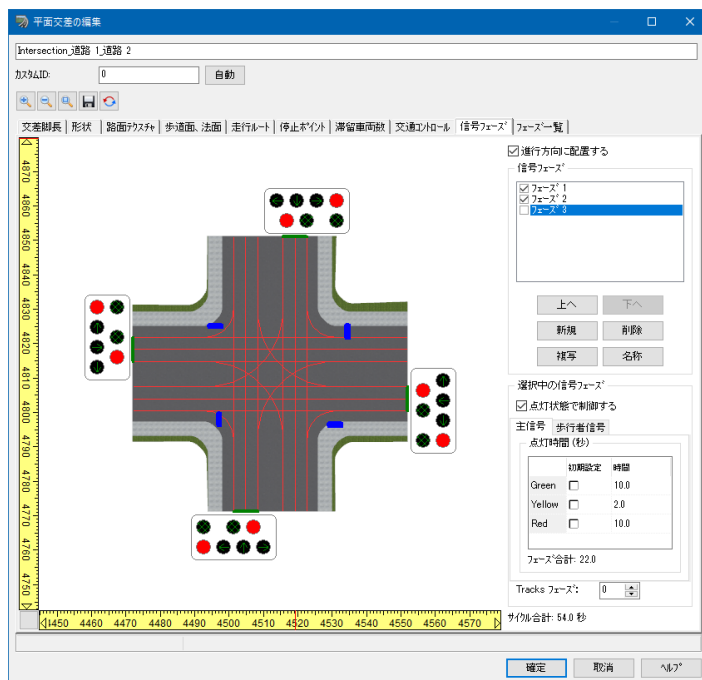 平面交差の編集
Intersection_道路 1_道路 2
カスタムID: 0 自動
交差脚長 形状 路面テクスチャ 歩道面、法面 走行ルート 停止ポイント 滞留車両数 交通コントロール 信号フェーズ フェーズ一覧
進行方向に配置する
信号フェーズ
フェーズ 1
フェーズ 2
フェーズ 3
上へ 下へ
新規 削除
複写 名称
選択中の信号フェーズ
点灯状態で制御する
主信号 歩行者信号
点灯時間 (秒)
初期設定 時間
Green 10.0
Yellow 2.0
Red 10.0
フェーズ合計: 22.0
Tracks フェーズ: 0
サイクル合計: 54.0 秒
4870
4860
4850
4840
4830
4820
4810
4800
4790
4780
4770
4760
4750
4450 4460 4470 4480 4490 4500 4510 4520 4530 4540 4550 4560 4570
確定 取消 ヘルプ